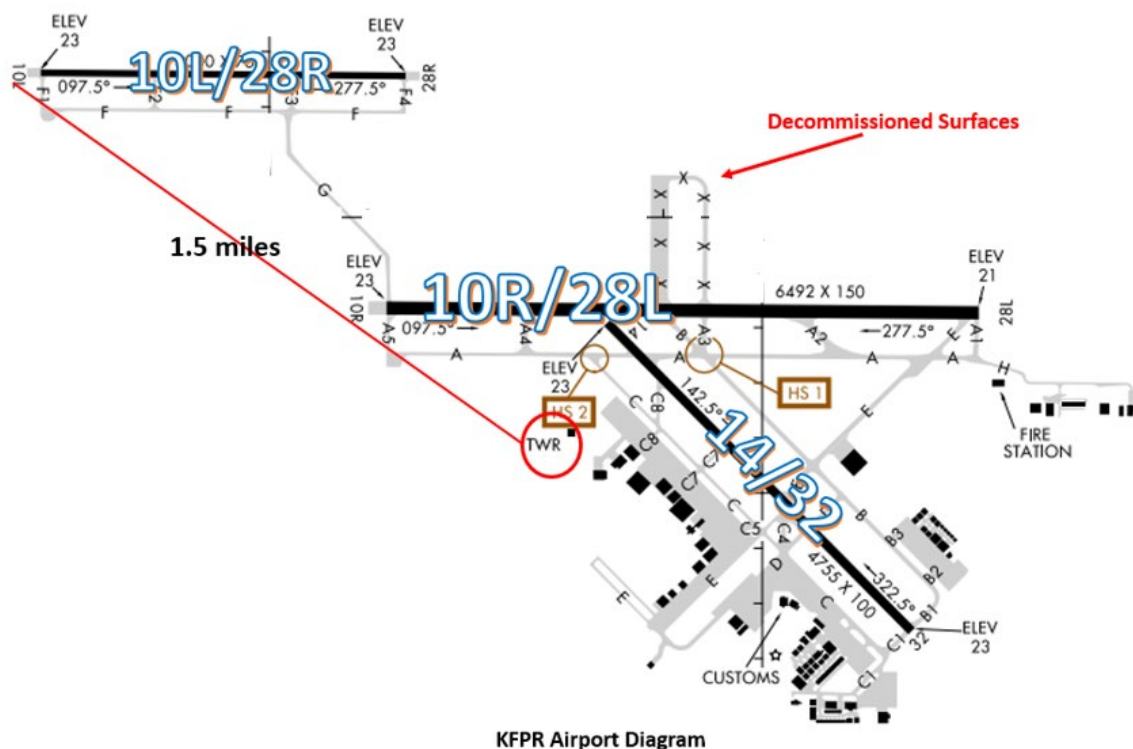 ELEV
23
ELEV
23
10L
10L/28R
28R
097.5°
277.5°
F1
F3
F4
F
F
F
F
Decommissioned Surfaces
X
X
X
X
X
X
G
1.5 miles
ELEV
23
ELEV
21
10R
10R/28L
6492 X 150
28L
097.5°
277.5°
A5
A4
14
B
A3
A2
E
A1
A
A
A
A
H
ELEV
23
HS 1
HS 2
142.5°
C
C8
E
TWR
C8
14/32
FIRE
STATION
C7
C7
C
B
C5
C4
B3
D
4755 X 100
322.5°
B2
E
E
C
B1
32
ELEV
23
C1
CUSTOMS
C1
KFPR Airport Diagram